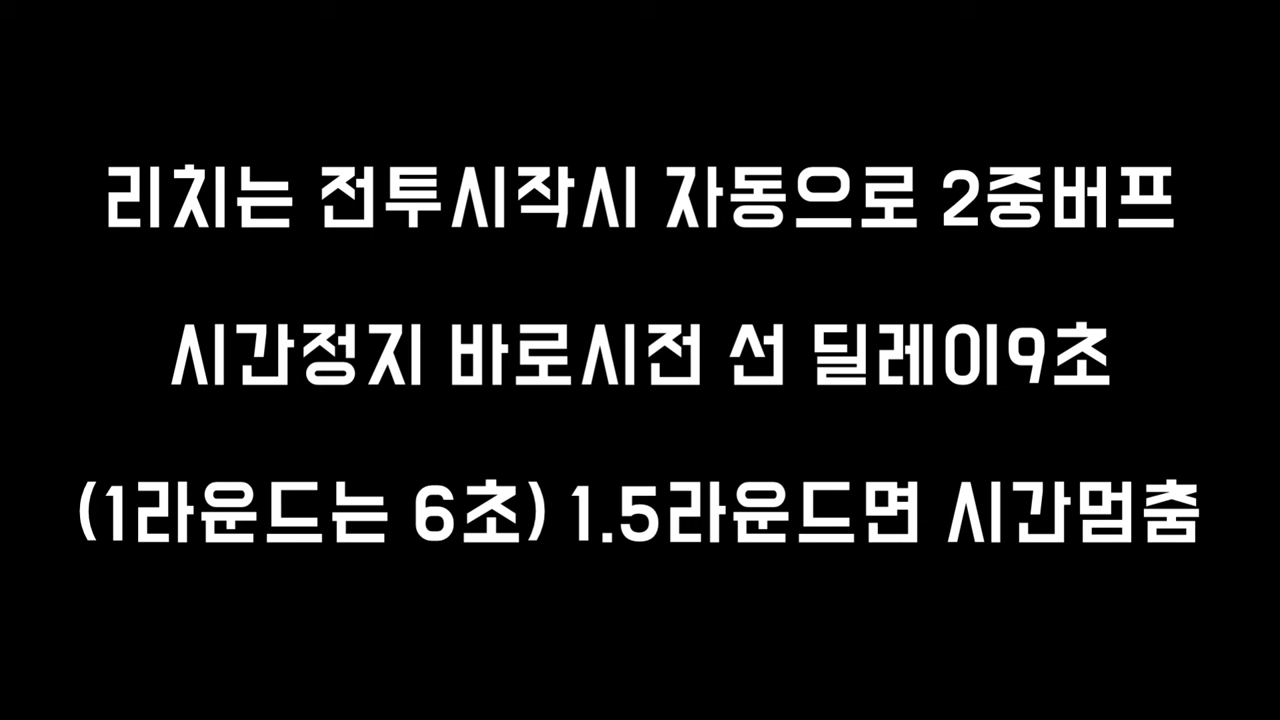 리치는 전투시작시 자동으로 2중버프
시간정지 바로시전 선 딜레이9초
(1라운드는 6초) 1.5라운드면 시간멈춤